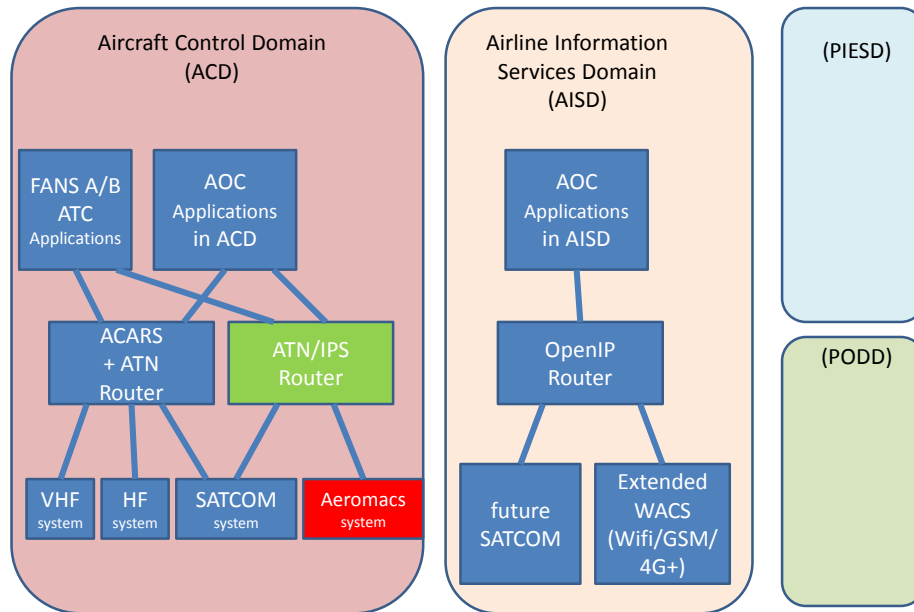 Aircraft Control Domain
(ACD)
Airline Information
Services Domain
(AISD)
(PIESD)
FANS A/B
ATC
Applications
AOC
Applications
in ACD
AOC
Applications
in AISD
ACARS
+ ATN
Router
ATN/IPS
Router
OpenIP
Router
(PODD)
VHF
system
HF
system
SATCOM
system
Aeromacs
system
future
SATCOM
Extended
WACS
(Wifi/GSM/
4G+)